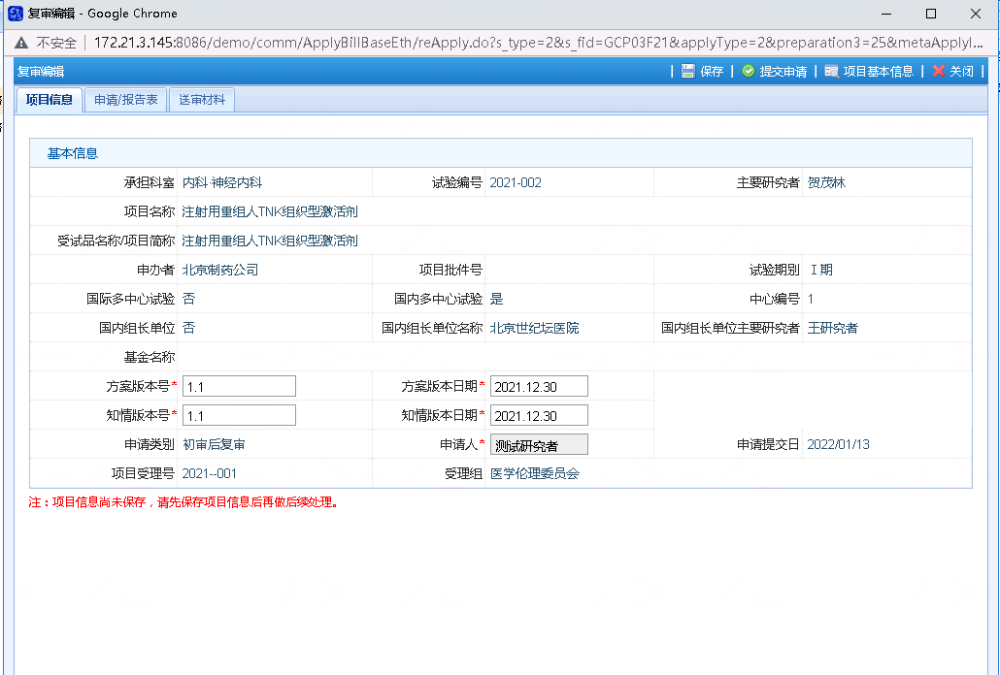 复审编辑 - Google Chrome
不安全 | 172.21.3.145:8086/demo/comm/ApplyBillBaseEth/reApply.do?s_type=2&s_fid=GCP03F21&applyType=2&preparation3=25&metaApplyI...
复审编辑 | 保存 | 提交申请 | 项目基本信息 | 关闭 |
项目信息 申请/报告表 送审材料
基本信息
承担科室 内科·神经内科 试验编号 2021-002 主要研究者 贺茂林
项目名称 注射用重组人TNK组织型激活剂
受试品名称/项目简称 注射用重组人TNK组织型激活剂
申办者 北京制药公司 项目批件号 试验期别 I 期
国际多中心试验 否 国内多中心试验 是 中心编号 1
国内组长单位 否 国内组长单位名称 北京世纪坛医院 国内组长单位主要研究者 王研究者
基金名称
方案版本号* 1.1 方案版本日期* 2021.12.30
知情版本号* 1.1 知情版本日期* 2021.12.30
申请类别 初审后复审 申请人* 测试研究者 申请提交日 2022/01/13
项目受理号 2021--001 受理组 医学伦理委员会
注：项目信息尚未保存，请先保存项目信息后再做后续处理。